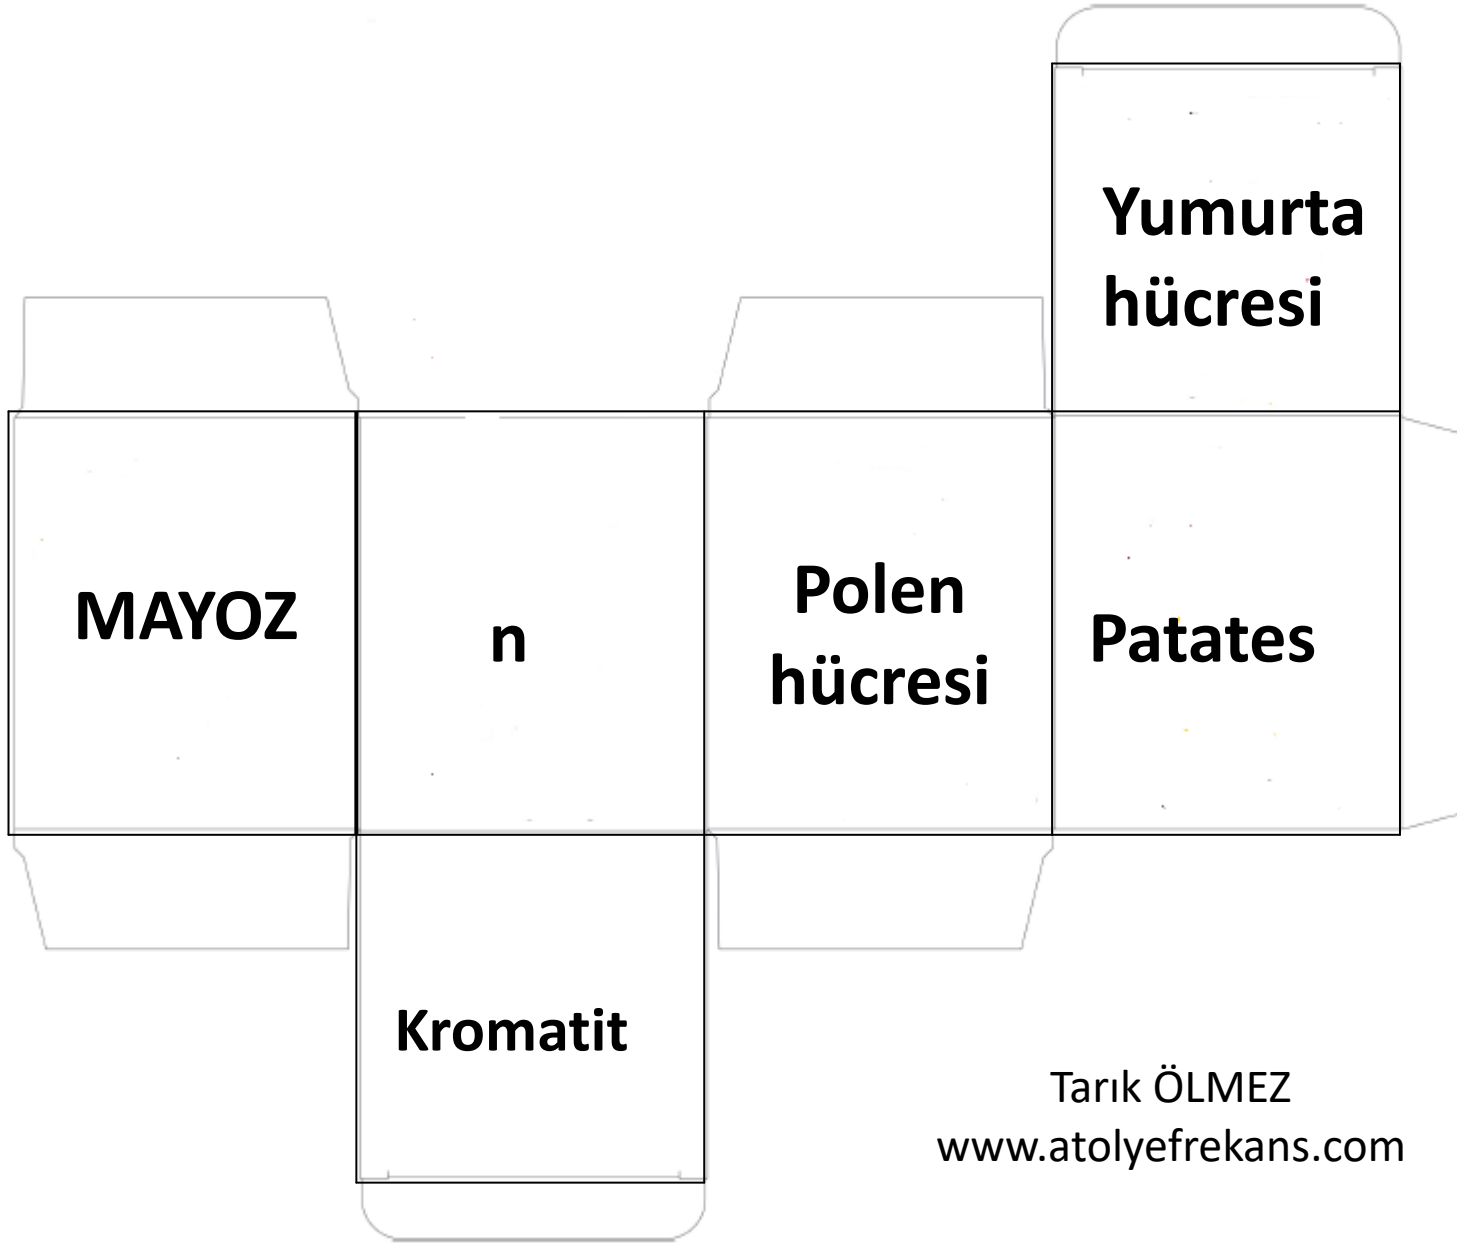 Yumurta
hücresi
MAYOZ
n
Polen
hücresi
Patates
Kromatit
Tarık ÖLMEZ
www.atolyefrekans.com